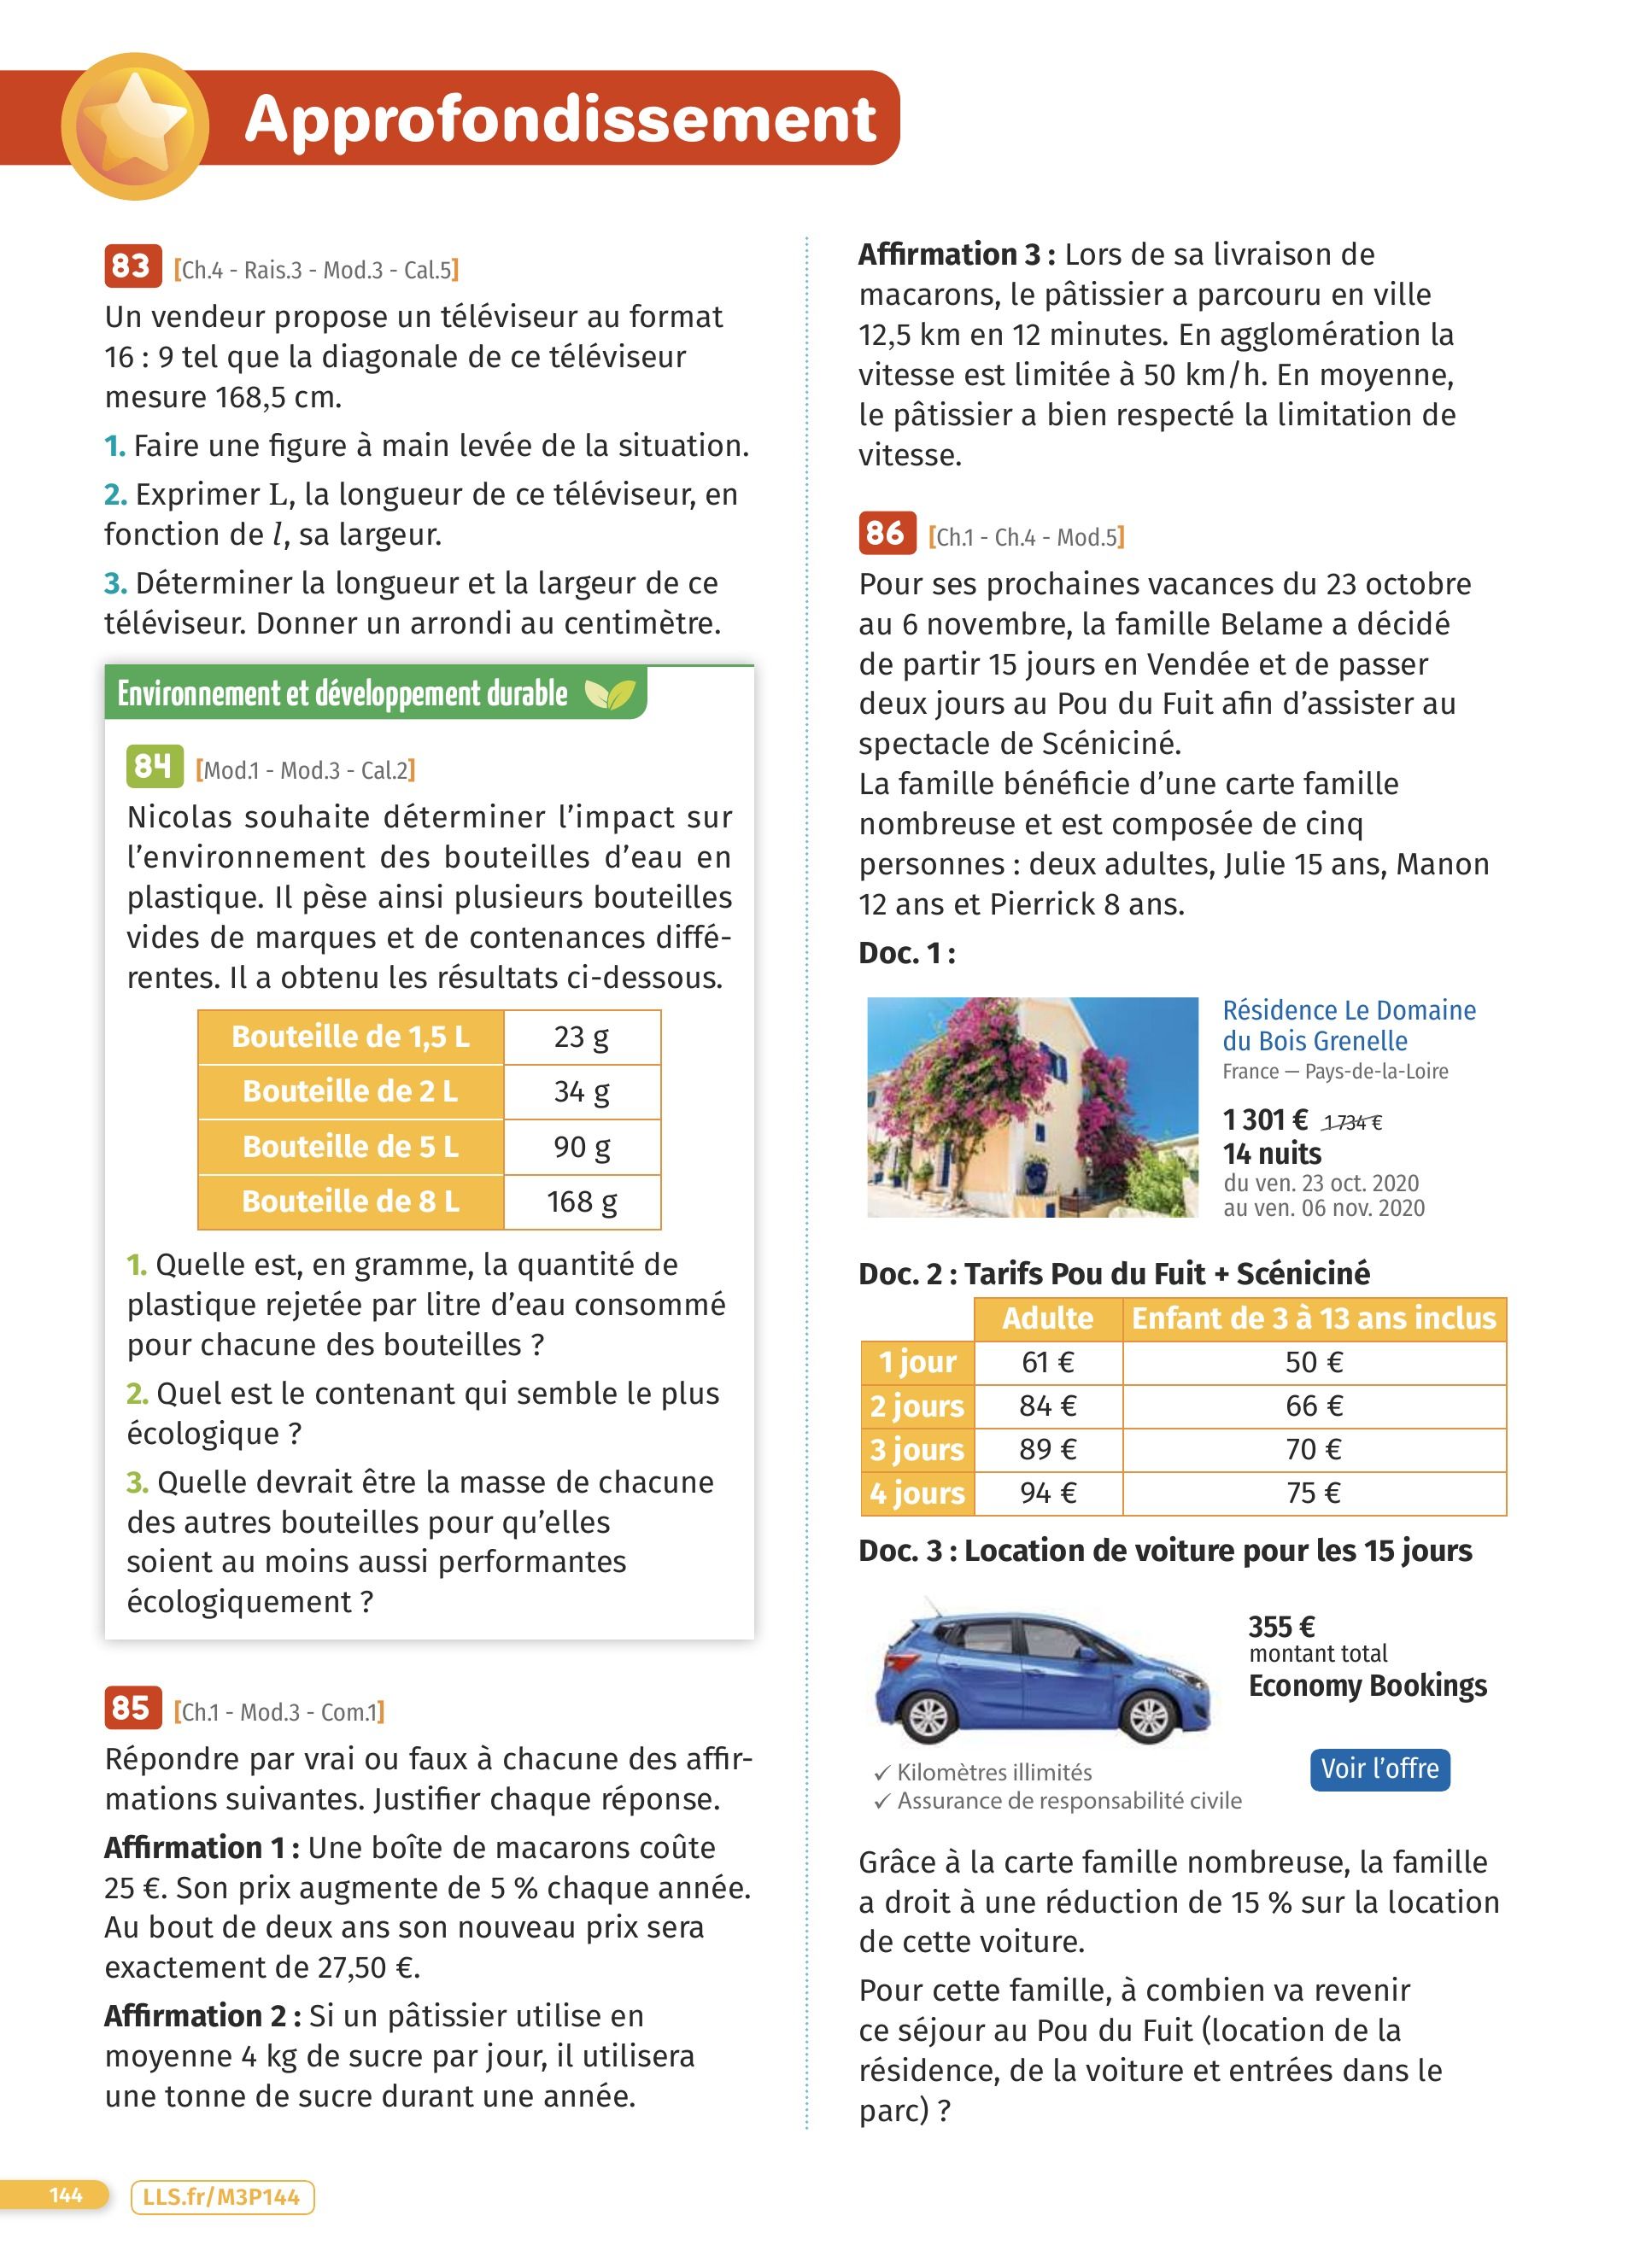 Approfondissement
83 [Ch.4 - Rais.3 - Mod.3 - Cal.5]
Un vendeur propose un téléviseur au format
16 : 9 tel que la diagonale de ce téléviseur
mesure 168,5 cm.
1. Faire une figure à main levée de la situation.
2. Exprimer L, la longueur de ce téléviseur, en
fonction de l, sa largeur.
3. Déterminer la longueur et la largeur de ce
téléviseur. Donner un arrondi au centimètre.
Environnement et développement durable
84 [Mod.1 - Mod.3 - Cal.2]
Nicolas souhaite déterminer l’impact sur
l’environnement des bouteilles d’eau en
plastique. Il pèse ainsi plusieurs bouteilles
vides de marques et de contenances diffé-
rentes. Il a obtenu les résultats ci-dessous.
Bouteille de 1,5 L 23 g
Bouteille de 2 L 34 g
Bouteille de 5 L 90 g
Bouteille de 8 L 168 g
1. Quelle est, en gramme, la quantité de
plastique rejetée par litre d’eau consommé
pour chacune des bouteilles ?
2. Quel est le contenant qui semble le plus
écologique ?
3. Quelle devrait être la masse de chacune
des autres bouteilles pour qu’elles
soient au moins aussi performantes
écologiquement ?
85 [Ch.1 - Mod.3 - Com.1]
Répondre par vrai ou faux à chacune des affir-
mations suivantes. Justifier chaque réponse.
Affirmation 1 : Une boîte de macarons coûte
25 €. Son prix augmente de 5 % chaque année.
Au bout de deux ans son nouveau prix sera
exactement de 27,50 €.
Affirmation 2 : Si un pâtissier utilise en
moyenne 4 kg de sucre par jour, il utilisera
une tonne de sucre durant une année.
Affirmation 3 : Lors de sa livraison de
macarons, le pâtissier a parcouru en ville
12,5 km en 12 minutes. En agglomération la
vitesse est limitée à 50 km/h. En moyenne,
le pâtissier a bien respecté la limitation de
vitesse.
86 [Ch.1 - Ch.4 - Mod.5]
Pour ses prochaines vacances du 23 octobre
au 6 novembre, la famille Belame a décidé
de partir 15 jours en Vendée et de passer
deux jours au Pou du Fuit afin d’assister au
spectacle de Scéniciné.
La famille bénéficie d’une carte famille
nombreuse et est composée de cinq
personnes : deux adultes, Julie 15 ans, Manon
12 ans et Pierrick 8 ans.
Doc. 1 :
Résidence Le Domaine
du Bois Grenelle
France — Pays-de-la-Loire
1 301 € 1 734 €
14 nuits
du ven. 23 oct. 2020
au ven. 06 nov. 2020
Doc. 2 : Tarifs Pou du Fuit + Scéniciné
Adulte Enfant de 3 à 13 ans inclus
1 jour 61 € 50 €
2 jours 84 € 66 €
3 jours 89 € 70 €
4 jours 94 € 75 €
Doc. 3 : Location de voiture pour les 15 jours
355 €
montant total
Economy Bookings
Voir l’offre
✓ Kilomètres illimités
✓ Assurance de responsabilité civile
Grâce à la carte famille nombreuse, la famille
a droit à une réduction de 15 % sur la location
de cette voiture.
Pour cette famille, à combien va revenir
ce séjour au Pou du Fuit (location de la
résidence, de la voiture et entrées dans le
parc) ?
144 LLS.fr/M3P144